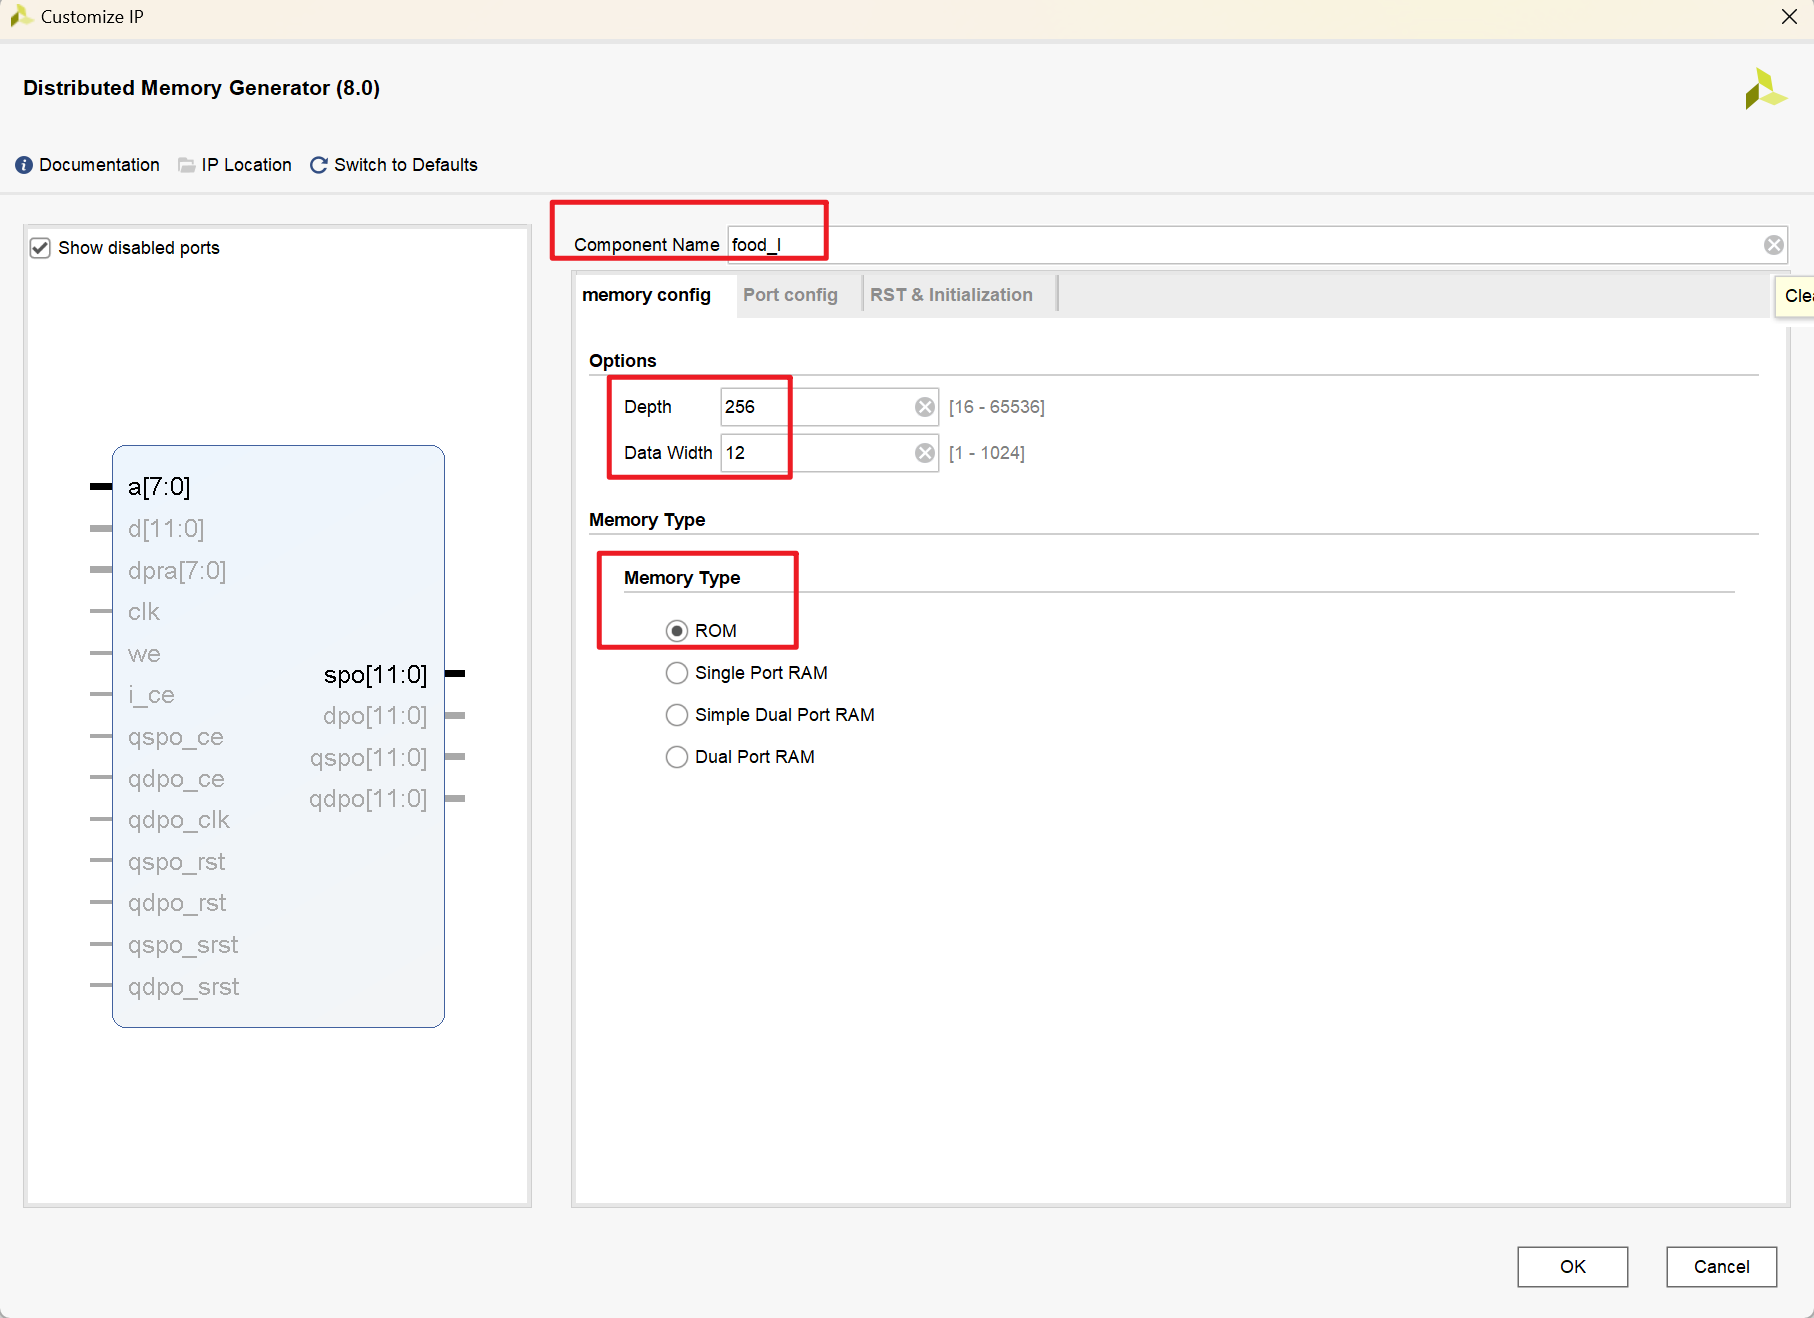 Customize IP
Distributed Memory Generator (8.0)
Documentation IP Location Switch to Defaults
Show disabled ports
a[7:0]
d[11:0]
dpra[7:0]
clk
we
i_ce
qspo_ce
qdpo_ce
qdpo_clk
qspo_rst
qdpo_rst
qspo_srst
qdpo_srst
spo[11:0]
dpo[11:0]
qspo[11:0]
qdpo[11:0]
Component Name food_l
memory config Port config RST & Initialization
Clea
Options
Depth 256 [16 - 65536]
Data Width 12 [1 - 1024]
Memory Type
Memory Type
ROM
Single Port RAM
Simple Dual Port RAM
Dual Port RAM
OK Cancel